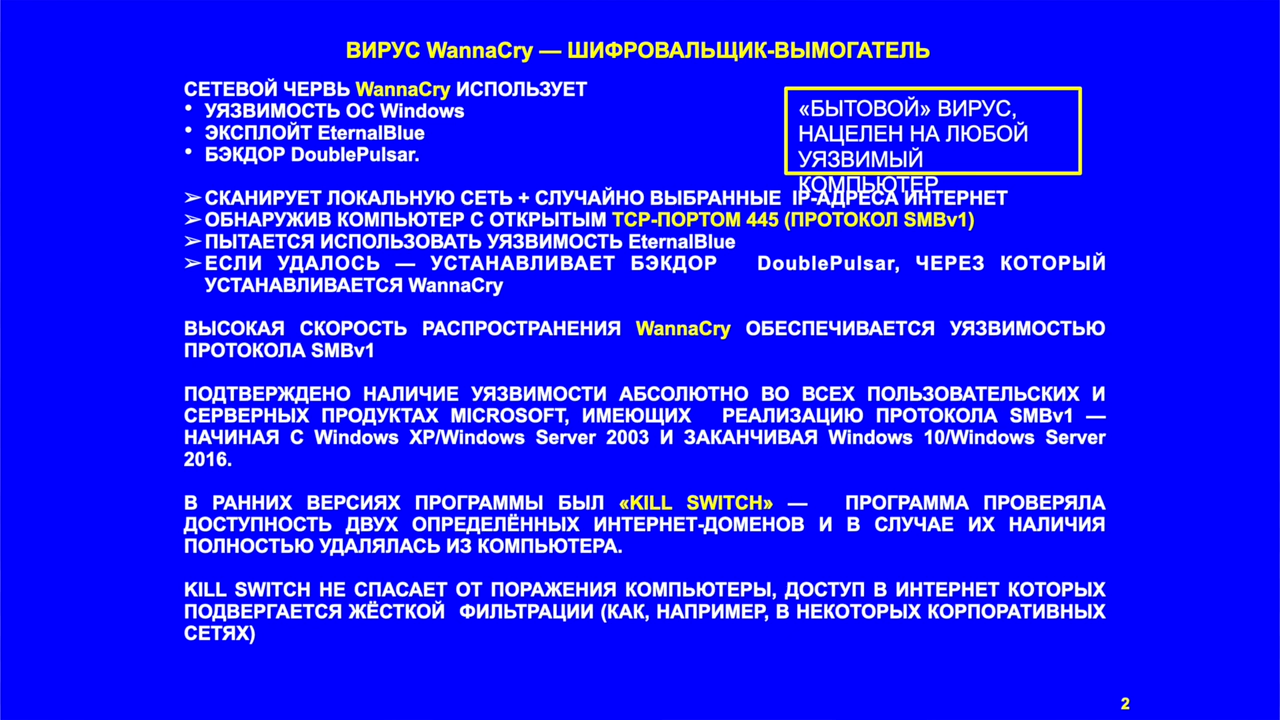 ВИРУС WannaCry — ШИФРОВАЛЬЩИК-ВЫМОГАТЕЛЬ
СЕТЕВОЙ ЧЕРВЬ WannaCry ИСПОЛЬЗУЕТ
• УЯЗВИМОСТЬ ОС Windows
• ЭКСПЛОЙТ EternalBlue
• БЭКДОР DoublePulsar.
«БЫТОВОЙ» ВИРУС,
НАЦЕЛЕН НА ЛЮБОЙ
УЯЗВИМЫЙ
КОМПЬЮТЕР
➢ СКАНИРУЕТ ЛОКАЛЬНУЮ СЕТЬ + СЛУЧАЙНО ВЫБРАННЫЕ IP-АДРЕСА ИНТЕРНЕТ
➢ ОБНАРУЖИВ КОМПЬЮТЕР С ОТКРЫТЫМ TCP-ПОРТОМ 445 (ПРОТОКОЛ SMBv1)
➢ ПЫТАЕТСЯ ИСПОЛЬЗОВАТЬ УЯЗВИМОСТЬ EternalBlue
➢ ЕСЛИ УДАЛОСЬ — УСТАНАВЛИВАЕТ БЭКДОР DoublePulsar, ЧЕРЕЗ КОТОРЫЙ
УСТАНАВЛИВАЕТСЯ WannaCry
ВЫСОКАЯ СКОРОСТЬ РАСПРОСТРАНЕНИЯ WannaCry ОБЕСПЕЧИВАЕТСЯ УЯЗВИМОСТЬЮ
ПРОТОКОЛА SMBv1
ПОДТВЕРЖДЕНО НАЛИЧИЕ УЯЗВИМОСТИ АБСОЛЮТНО ВО ВСЕХ ПОЛЬЗОВАТЕЛЬСКИХ И
СЕРВЕРНЫХ ПРОДУКТАХ MICROSOFT, ИМЕЮЩИХ РЕАЛИЗАЦИЮ ПРОТОКОЛА SMBv1 —
НАЧИНАЯ С Windows XP/Windows Server 2003 И ЗАКАНЧИВАЯ Windows 10/Windows Server
2016.
В РАННИХ ВЕРСИЯХ ПРОГРАММЫ БЫЛ «KILL SWITCH» — ПРОГРАММА ПРОВЕРЯЛА
ДОСТУПНОСТЬ ДВУХ ОПРЕДЕЛЁННЫХ ИНТЕРНЕТ-ДОМЕНОВ И В СЛУЧАЕ ИХ НАЛИЧИЯ
ПОЛНОСТЬЮ УДАЛЯЛАСЬ ИЗ КОМПЬЮТЕРА.
KILL SWITCH НЕ СПАСАЕТ ОТ ПОРАЖЕНИЯ КОМПЬЮТЕРЫ, ДОСТУП В ИНТЕРНЕТ КОТОРЫХ
ПОДВЕРГАЕТСЯ ЖЁСТКОЙ ФИЛЬТРАЦИИ (КАК, НАПРИМЕР, В НЕКОТОРЫХ КОРПОРАТИВНЫХ
СЕТЯХ)
2